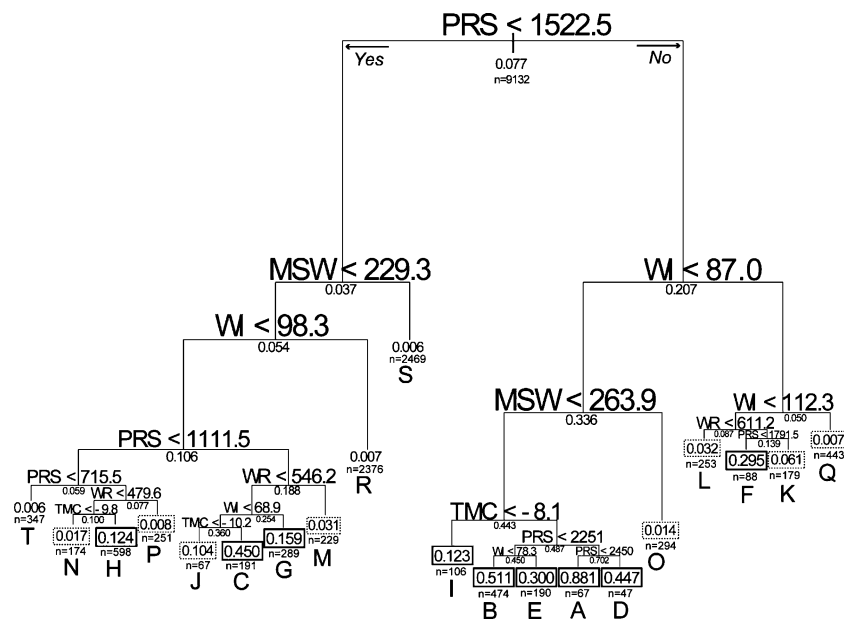 PRS < 1522.5
Yes
No
0.077
n=9132
MSW < 229.3
0.037
WI < 87.0
0.207
WI < 98.3
0.054
0.006
n=2469
S
MSW < 263.9
0.336
WI < 112.3
0.050
WR < 611.2
0.067
PRS < 1791.5
0.139
0.032
n=253
L
0.295
n=88
F
0.061
n=179
K
0.007
n=443
Q
PRS < 1111.5
0.106
0.007
n=2376
R
PRS < 715.5
0.059
WR < 546.2
0.188
0.006
n=347
T
WR < 479.6
0.077
TMC < - 9.8
0.100
0.017
n=174
N
0.124
n=598
H
0.008
n=251
P
WI < 68.9
0.254
TMC < - 10.2
0.360
0.104
n=67
J
0.450
n=191
C
0.159
n=289
G
0.031
n=229
M
TMC < - 8.1
0.443
PRS < 2251
0.487
0.123
n=106
I
WI < 78.3
0.450
PRS < 2450
0.702
0.511
n=474
B
0.300
n=190
E
0.881
n=67
A
0.447
n=47
D
0.014
n=294
O